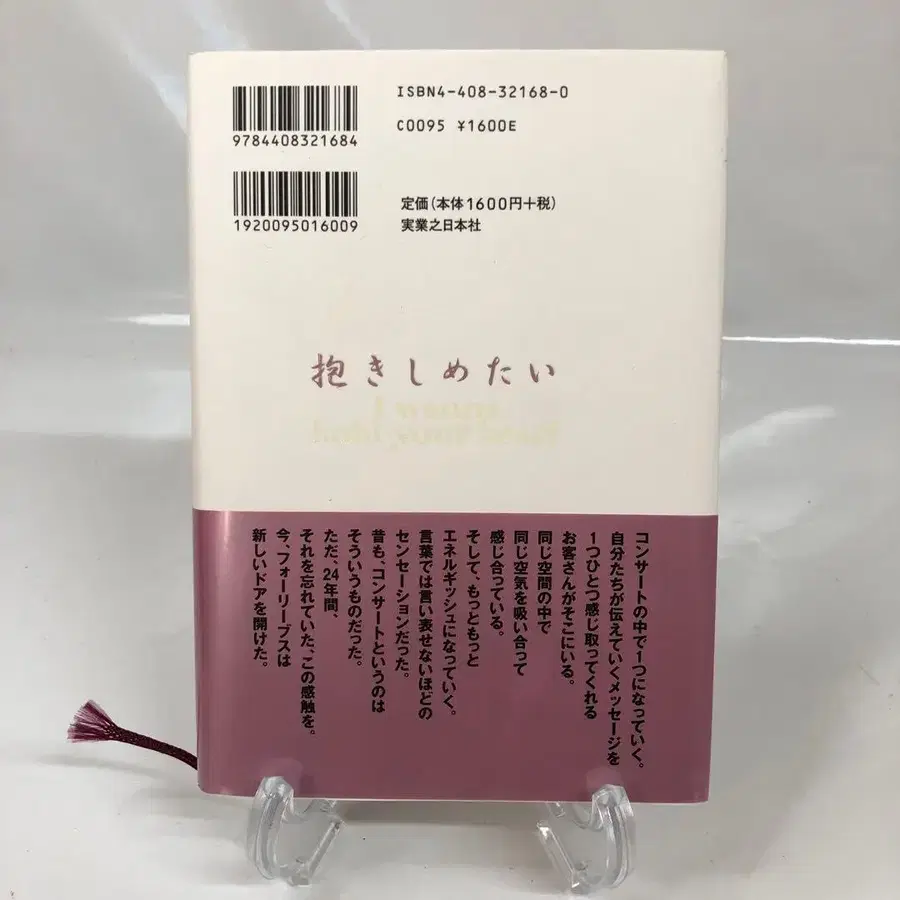 ISBN4-408-32168-0
C0095 ¥1600E
9784408321684
1920095016009
定価(本体1600円+税)
実業之日本社
抱きしめたい
I wanna
hold your heart
コンサートの中で1つになっていく。
自分たちが伝えていくメッセージを
1つひとつ感じ取ってくれる
お客さんがそこにいる。
同じ空間の中で
同じ空気を吸い合って
感じ合っている。
そして、もっともっと
エネルギッシュになっていく。
言葉では言い表せないほどの
センセーションだった。
昔も、コンサートというのは
そういうものだった。
ただ、24年間、
それを忘れていた、この感触を。
今、フォーリーブスは
新しいドアを開けた。